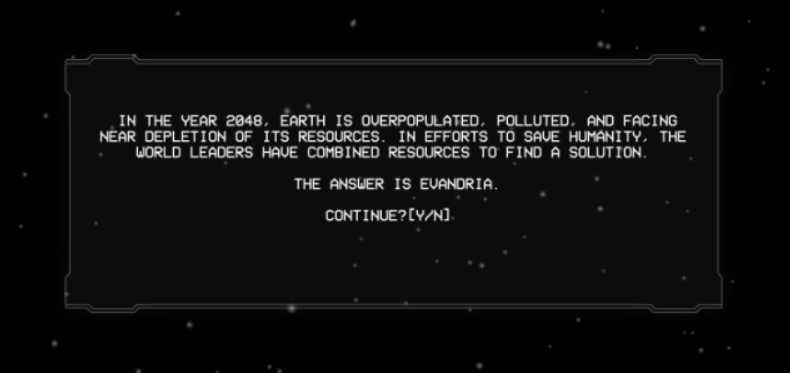 IN THE YEAR 2048, EARTH IS OVERPOPULATED, POLLUTED, AND FACING
NEAR DEPLETION OF ITS RESOURCES. IN EFFORTS TO SAVE HUMANITY, THE
WORLD LEADERS HAVE COMBINED RESOURCES TO FIND A SOLUTION.
THE ANSWER IS EVANDRIA.
CONTINUE?[Y/N]